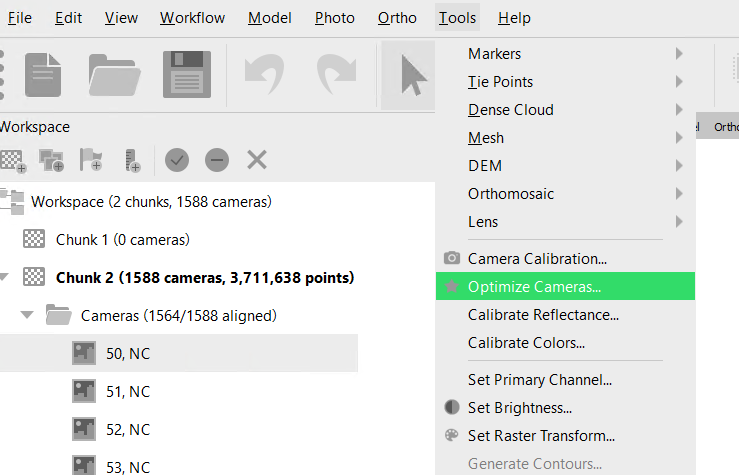 File Edit View Workflow Model Photo Ortho Tools Help
Workspace
Workspace (2 chunks, 1588 cameras)
Chunk 1 (0 cameras)
Chunk 2 (1588 cameras, 3,711,638 points)
Cameras (1564/1588 aligned)
50, NC
51, NC
52, NC
53, NC
Markers
Tie Points
Dense Cloud
Mesh
DEM
Orthomosaic
Lens
Camera Calibration...
Optimize Cameras...
Calibrate Reflectance...
Calibrate Colors...
Set Primary Channel...
Set Brightness...
Set Raster Transform...
Generate Contours...